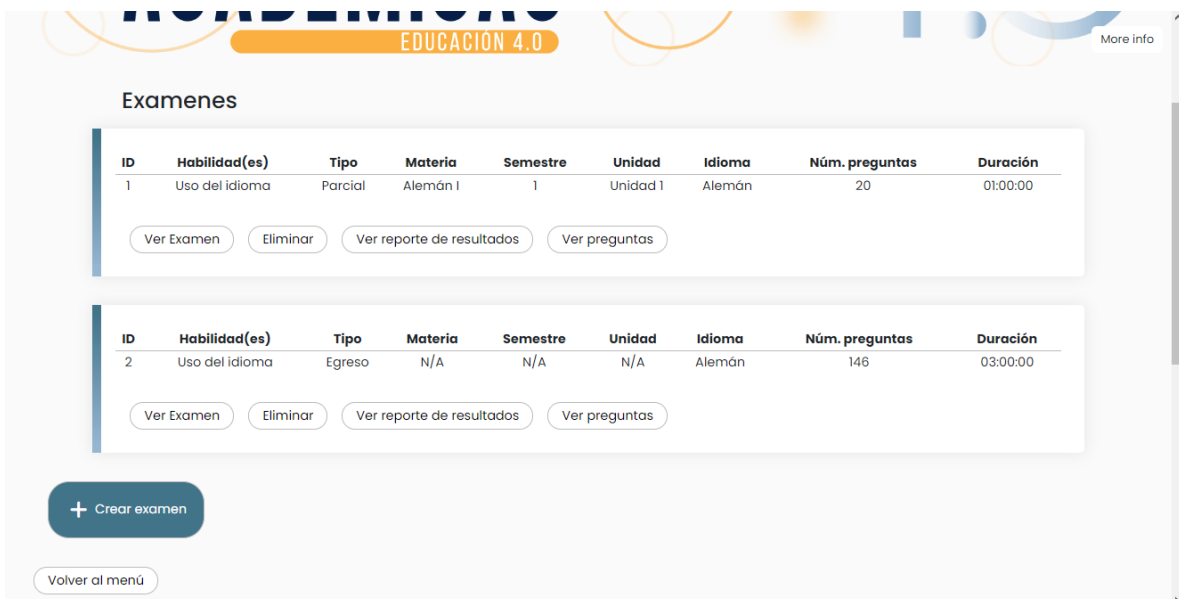 EDUCACIÓN 4.0
More info
Examenes
ID Habilidad(es) Tipo Materia Semestre Unidad Idioma Núm. preguntas Duración
1 Uso del idioma Parcial Alemán I 1 Unidad 1 Alemán 20 01:00:00
Ver Examen Eliminar Ver reporte de resultados Ver preguntas
ID Habilidad(es) Tipo Materia Semestre Unidad Idioma Núm. preguntas Duración
2 Uso del idioma Egreso N/A N/A N/A Alemán 146 03:00:00
Ver Examen Eliminar Ver reporte de resultados Ver preguntas
+ Crear examen
Volver al menú